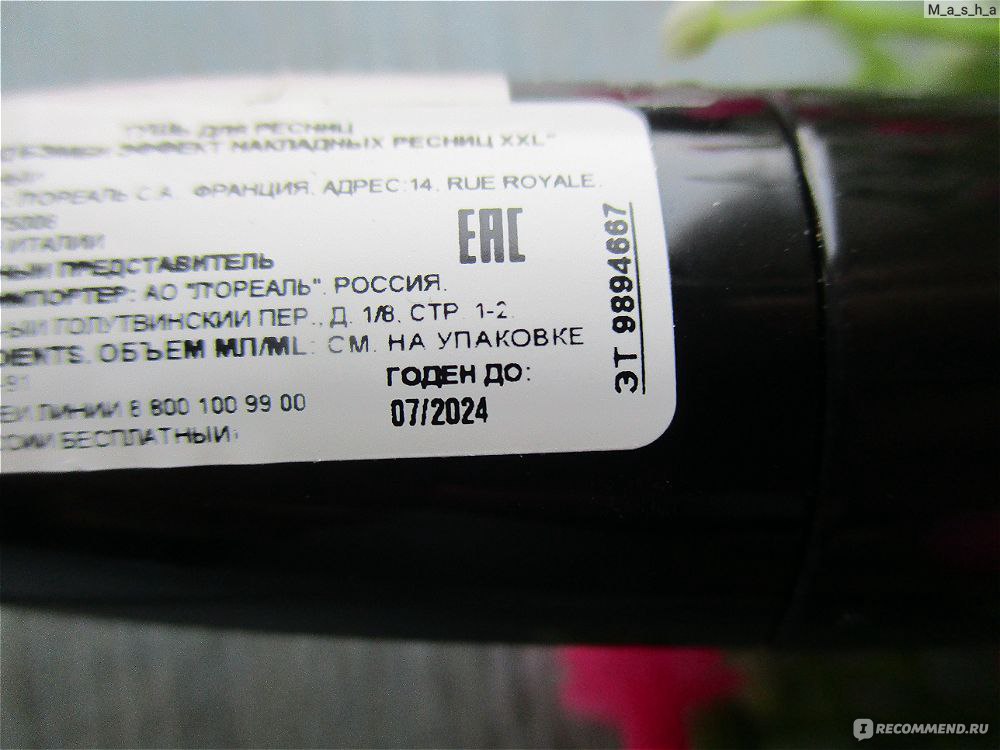 M_a_s_h_a
ТУШЬ ДЛЯ РЕСНИЦ
ЭФФЕКТ НАКЛАДНЫХ РЕСНИЦ XXL"
ЛОРЕАЛЬ С.А. ФРАНЦИЯ. АДРЕС:14, RUE ROYALE.
75008
ИТАЛИИ
ПРЕДСТАВИТЕЛЬ
ИМПОРТЕР: АО "ЛОРЕАЛЬ". РОССИЯ.
ГОЛУТВИНСКИЙ ПЕР., Д. 1/8. СТР. 1-2.
ОБЪЕМ МЛ/ML: СМ. НА УПАКОВКЕ
ГОДЕН ДО:
ЛИНИИ 8 800 100 99 00
07/2024
БЕСПЛАТНЫЙ)
EAC
ЭТ 9894667
IRECOMMEND.RU